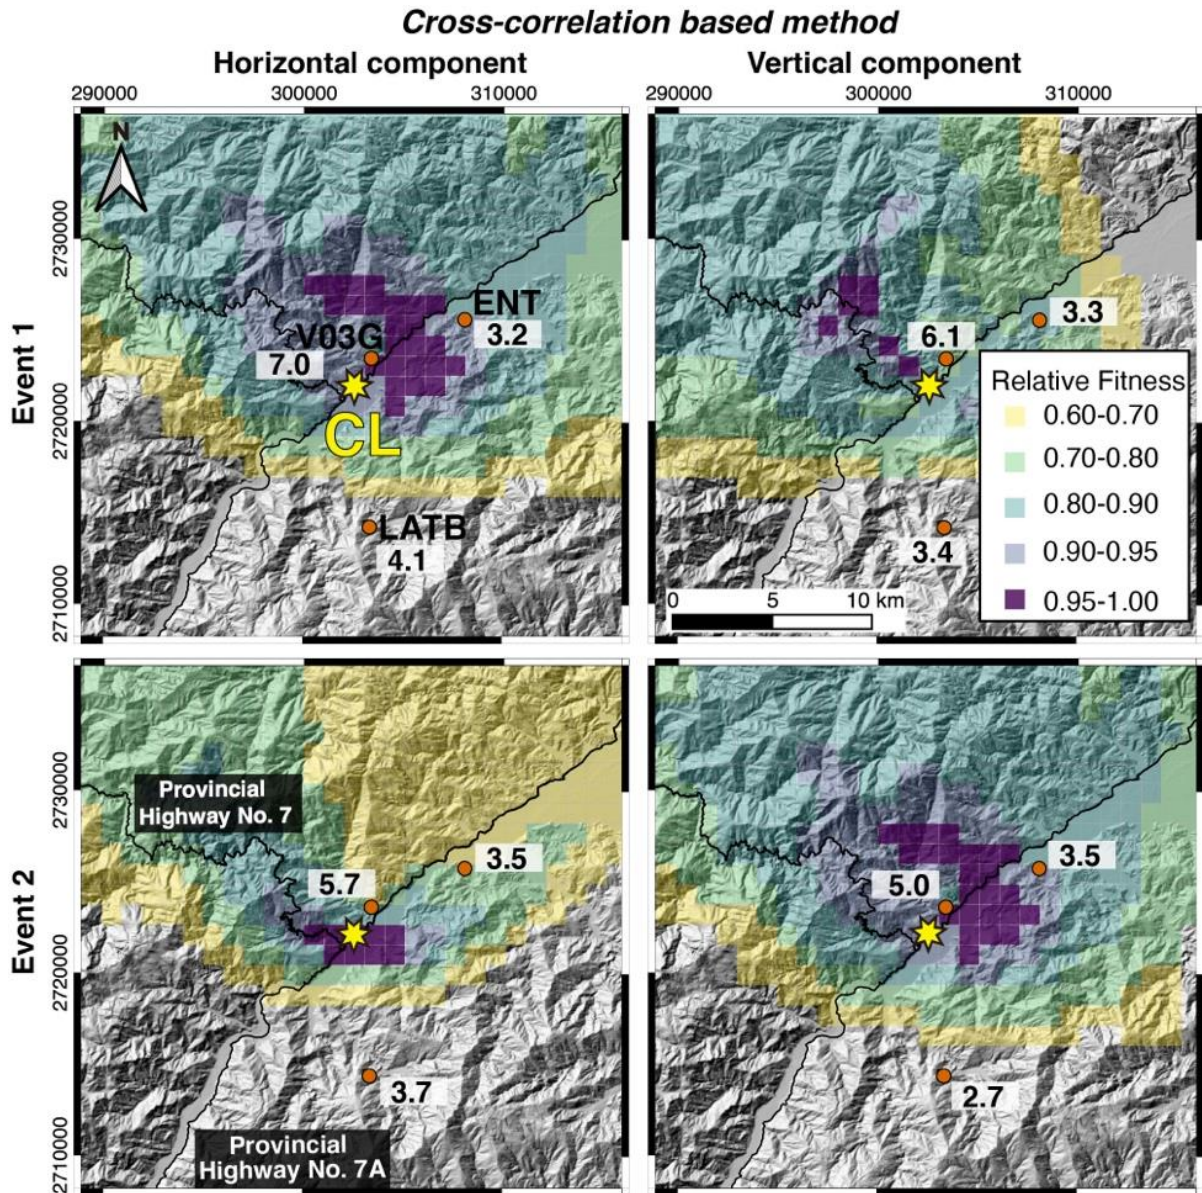 Cross-correlation based method
Horizontal component
Vertical component
290000 3000000 310000
290000 3000000 310000
Event 1
2730000
2720000
2710000
N
ENT
3.2
V03G
7.0
CL
LATB
4.1
3.3
6.1
3.4
Relative Fitness
0.60-0.70
0.70-0.80
0.80-0.90
0.90-0.95
0.95-1.00
0 5 10 km
Event 2
2730000
2720000
2710000
Provincial
Highway No. 7
3.5
5.7
3.7
Provincial
Highway No. 7A
3.5
5.0
2.7